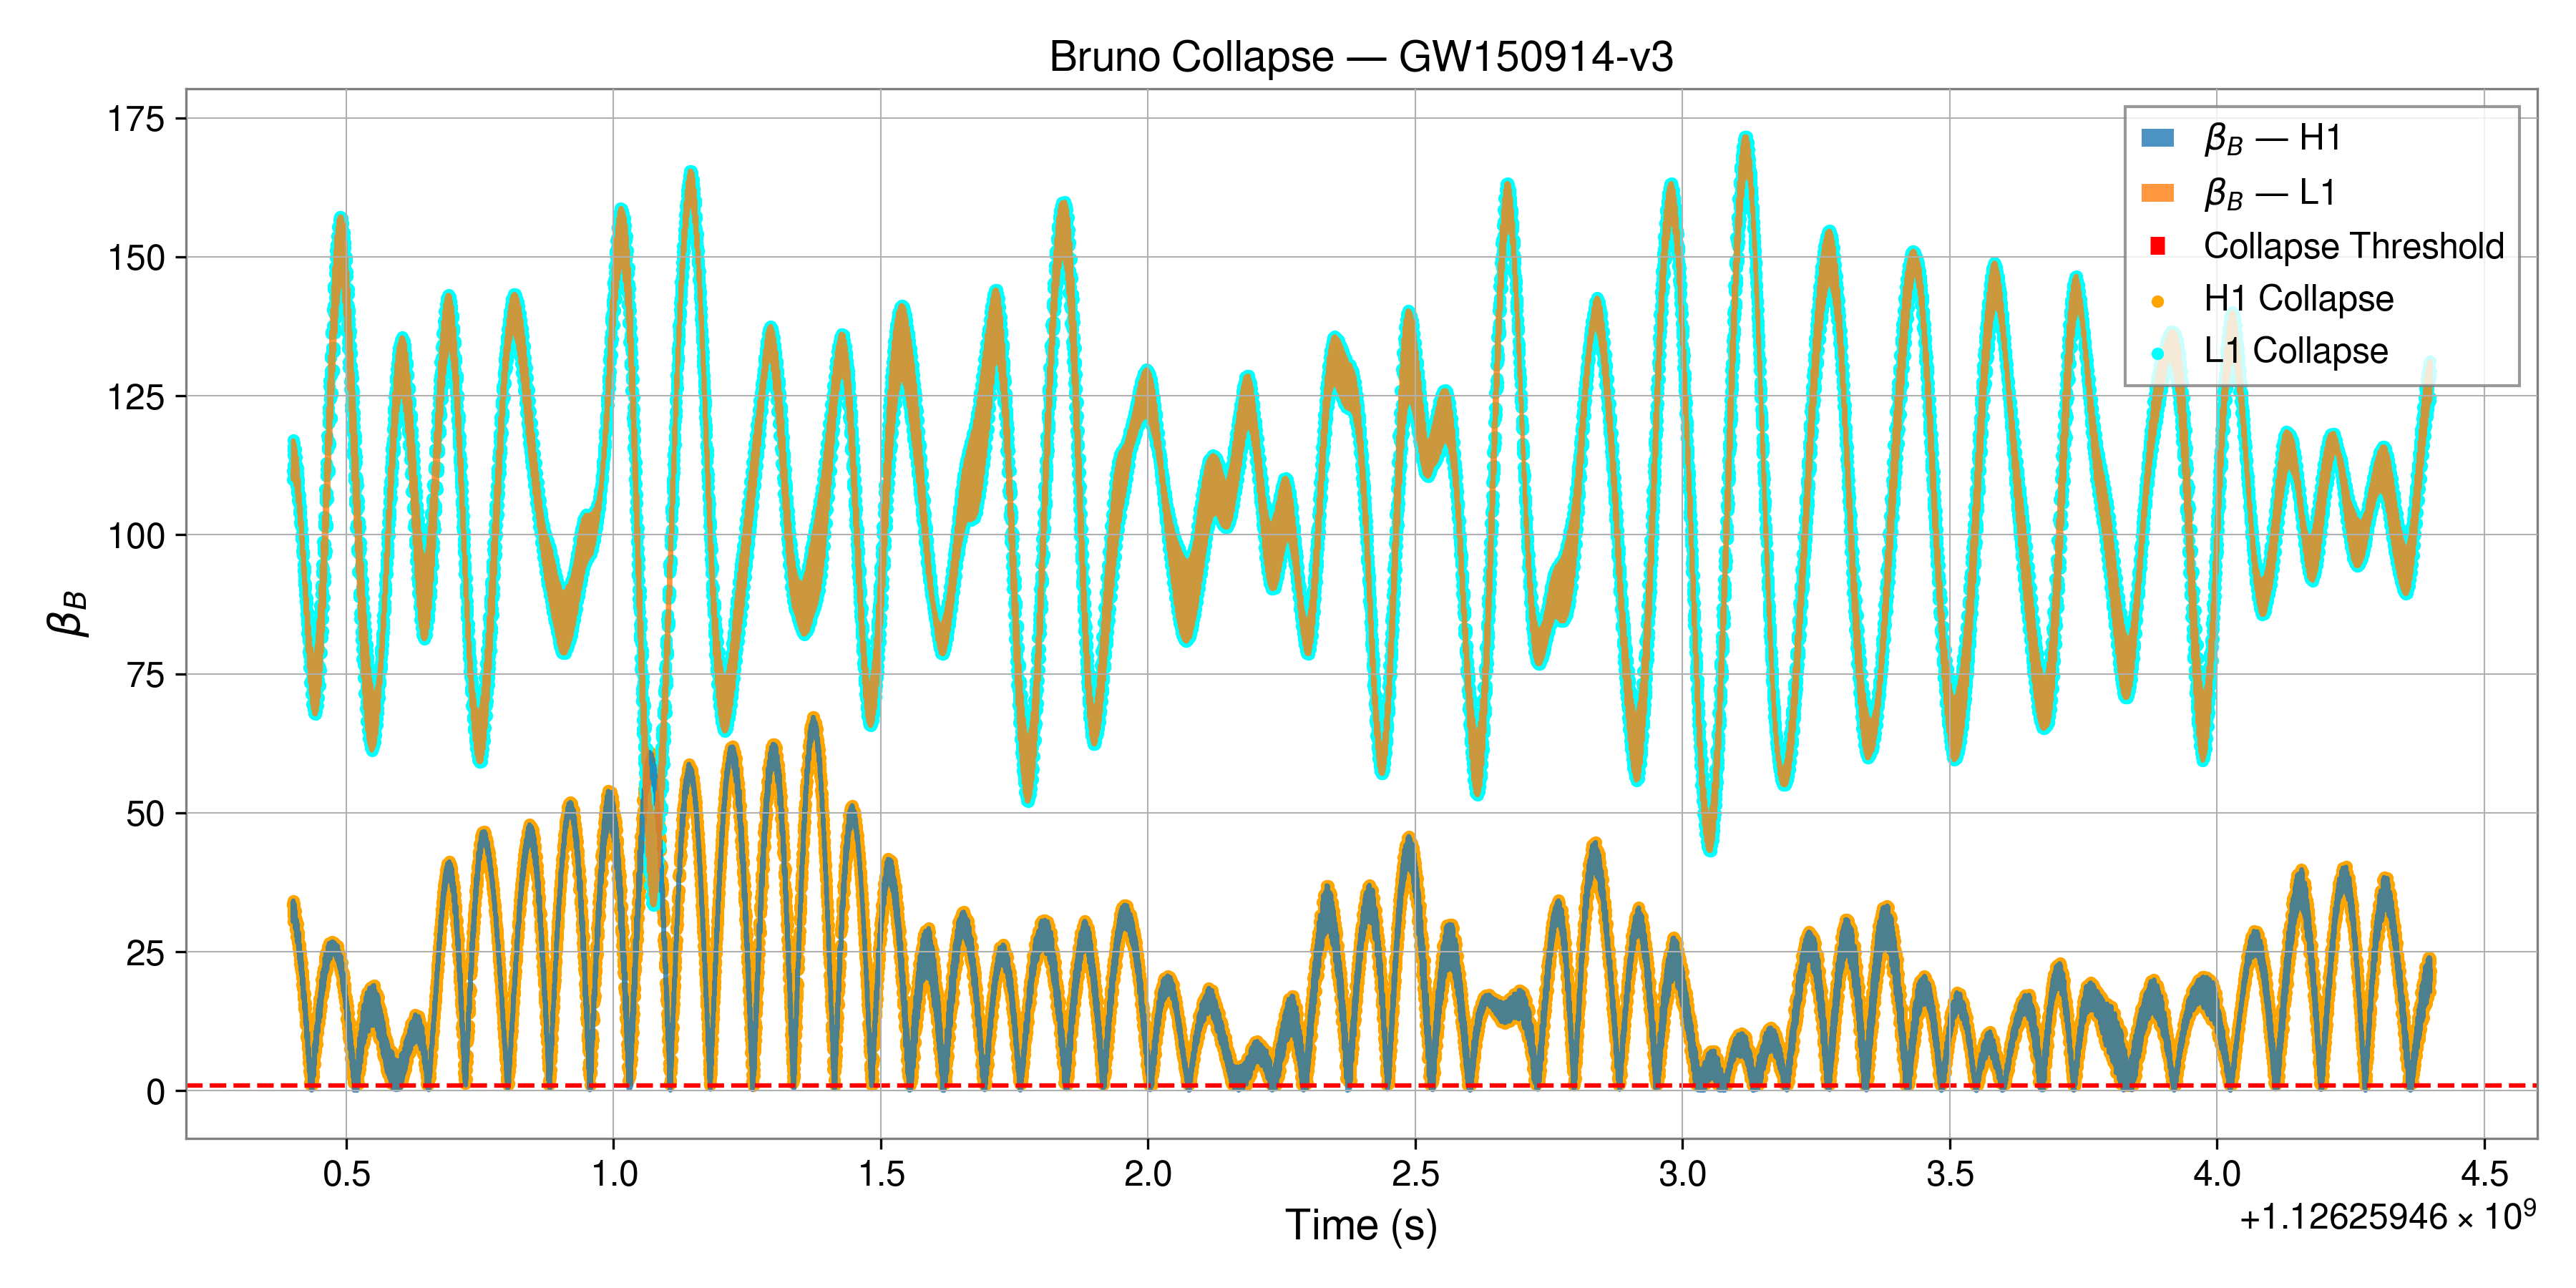 Bruno Collapse — GW150914-v3
175
150
125
100
75
50
25
0
β_B
β_B — H1
β_B — L1
Collapse Threshold
H1 Collapse
L1 Collapse
0.5 1.0 1.5 2.0 2.5 3.0 3.5 4.0 4.5
Time (s)
+1.12625946 × 10⁹